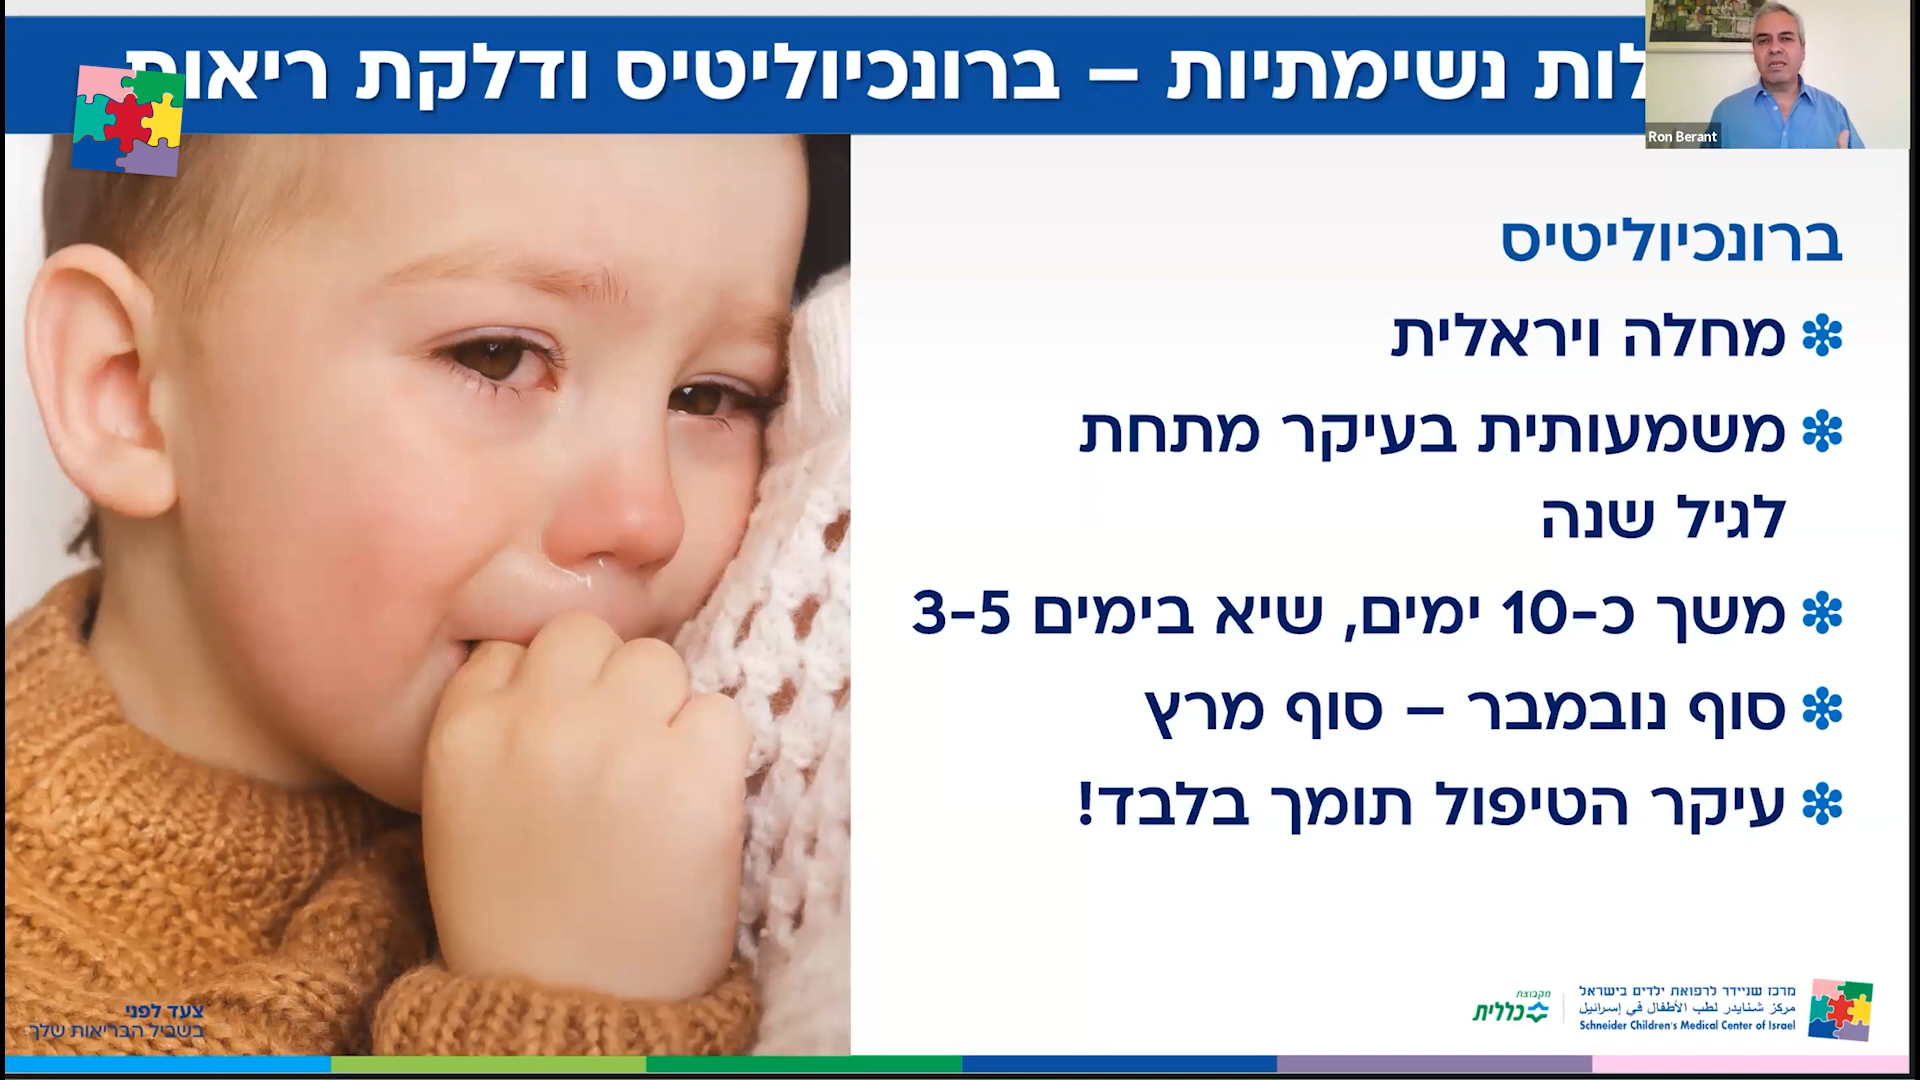 נשימתיות – ברונכיוליטיס ודלקת ריאות
Ron Berant
ברונכיוליטיס
מחלה ויראלית
משמעותית בעיקר מתחת
לגיל שנה
משך כ-10 ימים, שיא בימים 3-5
סוף נובמבר – סוף מרץ
עיקר הטיפול תומך בלבד!
צעד לפני
בשביל הבריאות שלך
מקבוצת
כללית
מרכז שניידר לרפואת ילדים בישראל
مركز شنايدر لطب الأطفال في إسرائيل
Schneider Children's Medical Center of Israel